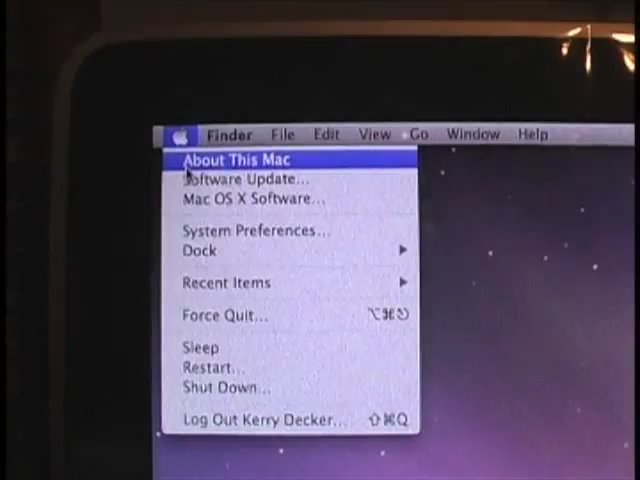 Finder File Edit View Go Window Help
About This Mac
Software Update...
Mac OS X Software...
System Preferences...
Dock
Recent Items
Force Quit... ⌥⌘⎋
Sleep
Restart...
Shut Down...
Log Out Kerry Decker... ⇧⌘Q